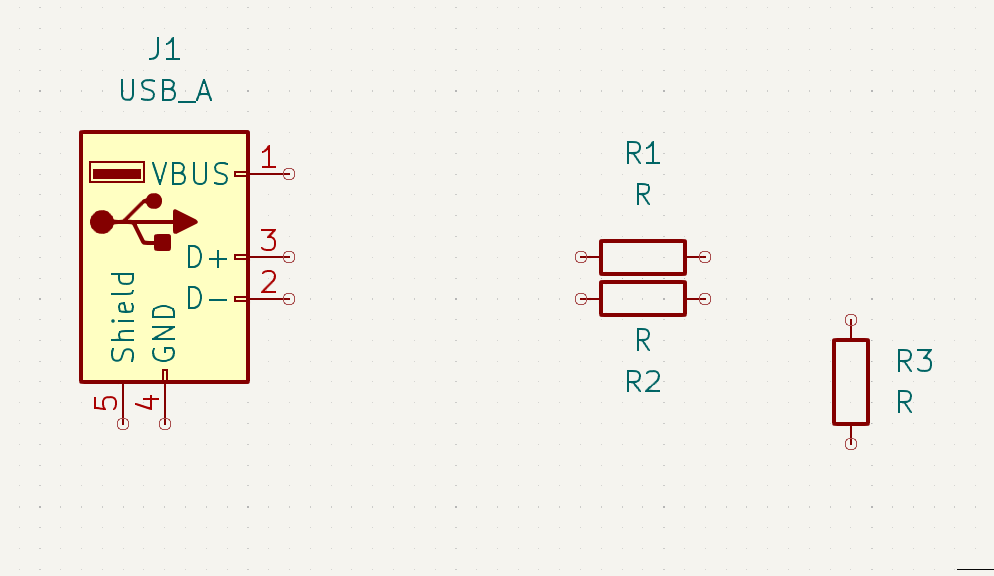 J1
USB_A
VBUS
1
D+
3
D-
2
Shield
GND
5
4
R1
R
R
R2
R3
R